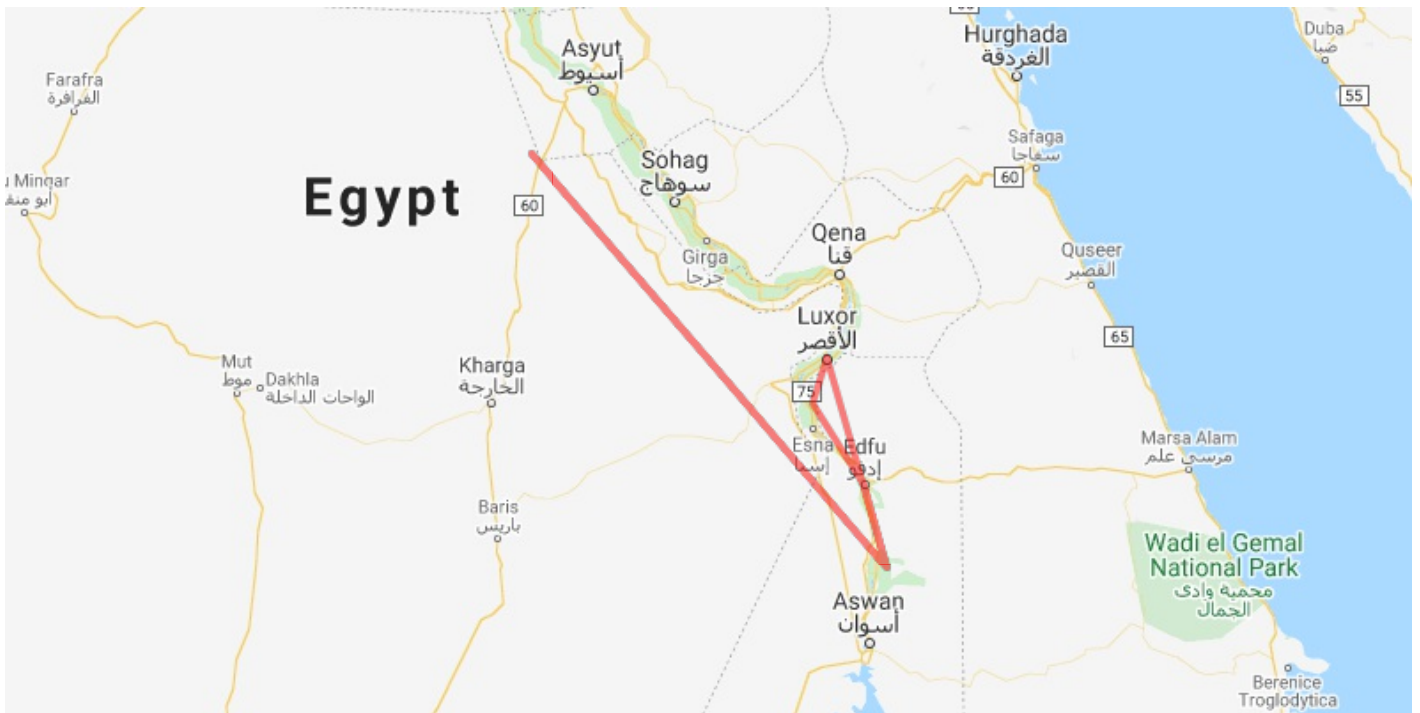 Asyut
أسيوط
Hurghada
الغردقة
Duba
ضبا
Farafra
الفرافرة
55
Safaga
سفاجا
Sohag
سوهاج
60
Egypt
60
Qena
قنا
Girga
جرجا
Quseer
القصير
Luxor
الأقصر
65
Kharga
الخارجة
Mut
موط
Dakhla
الواحات الداخلة
75
Esna
إسنا
Edfu
إدفو
Marsa Alam
مرسى علم
Baris
باريس
Wadi el Gemal
National Park
محمية وادى
الجمال
Aswan
أسوان
Berenice
Troglodytica